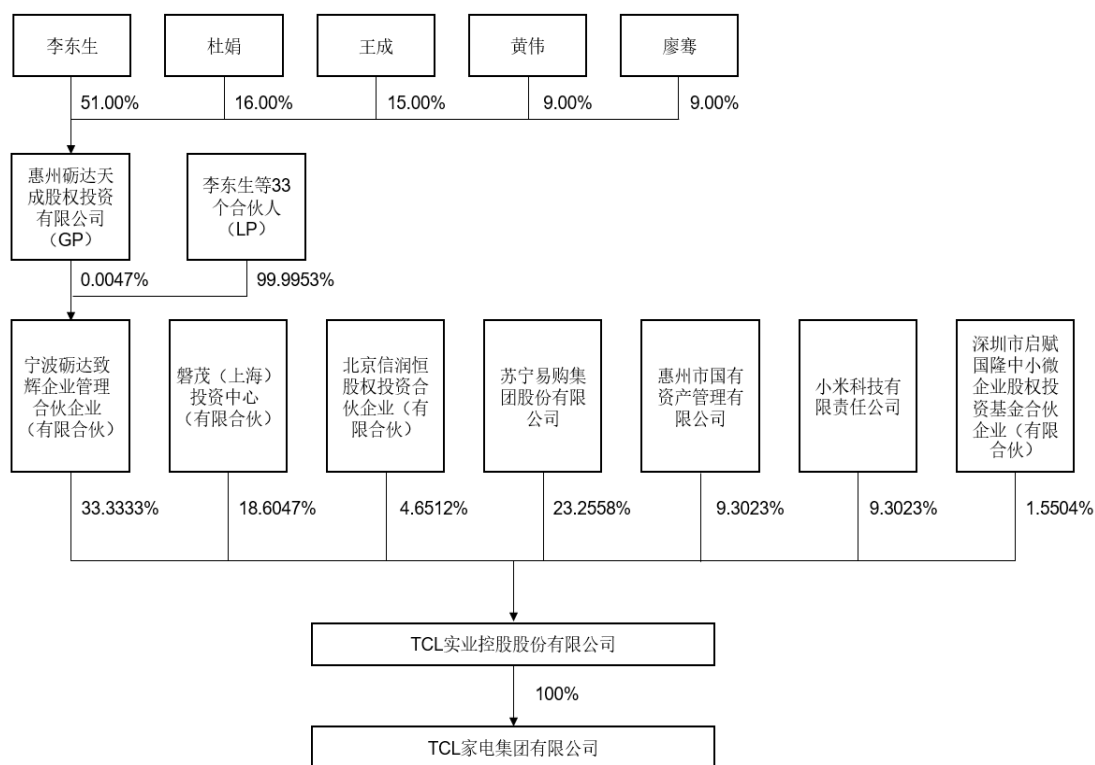 李东生
杜娟
王成
黄伟
廖骞
51.00%
16.00%
15.00%
9.00%
9.00%
惠州砺达天
成股权投资
有限公司
（GP）
李东生等33
个合伙人
（LP）
0.0047%
99.9953%
宁波砺达致
辉企业管理
合伙企业
（有限合伙）
磐茂（上海）
投资中心
（有限合伙）
北京信润恒
股权投资合
伙企业（有
限合伙）
苏宁易购集
团股份有限
公司
惠州市国有
资产管理有
限公司
小米科技有
限责任公司
深圳市启赋
国隆中小微
企业股权投
资基金合伙
企业（有限
合伙）
33.3333%
18.6047%
4.6512%
23.2558%
9.3023%
9.3023%
1.5504%
TCL实业控股股份有限公司
100%
TCL家电集团有限公司